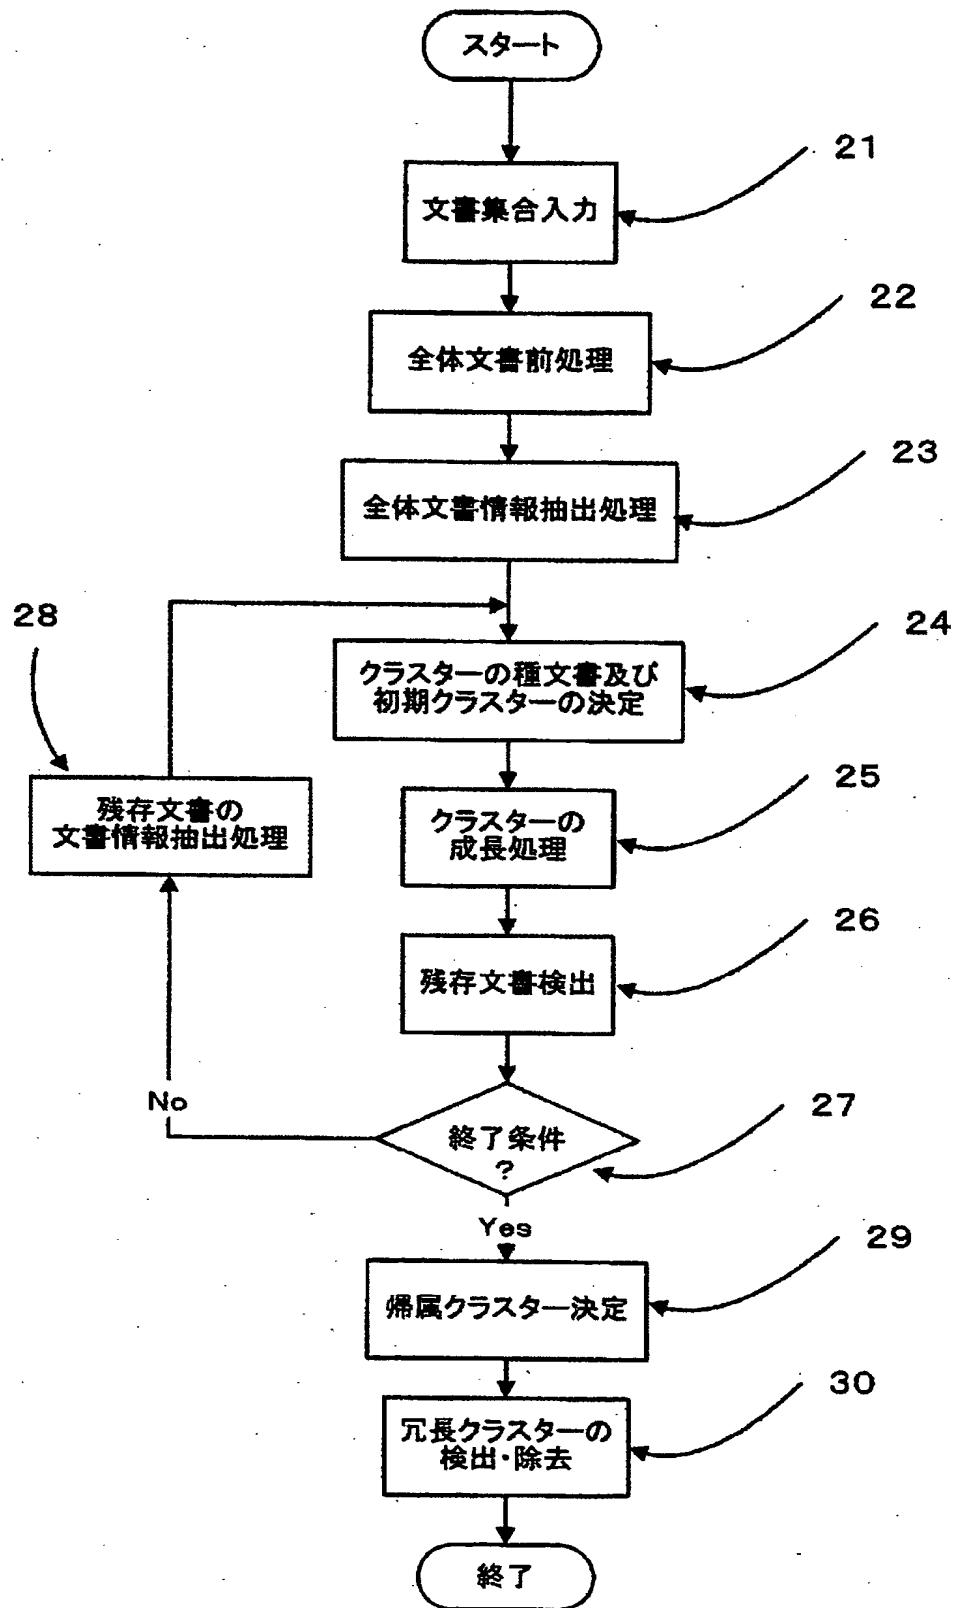 スタート
21
文書集合入力
22
全体文書前処理
23
全体文書情報抽出処理
28
24
クラスターの種文書及び
初期クラスターの決定
残存文書の
文書情報抽出処理
25
クラスターの
成長処理
26
残存文書検出
No
27
終了条件
?
Yes
29
帰属クラスター決定
30
冗長クラスターの
検出・除去
終了